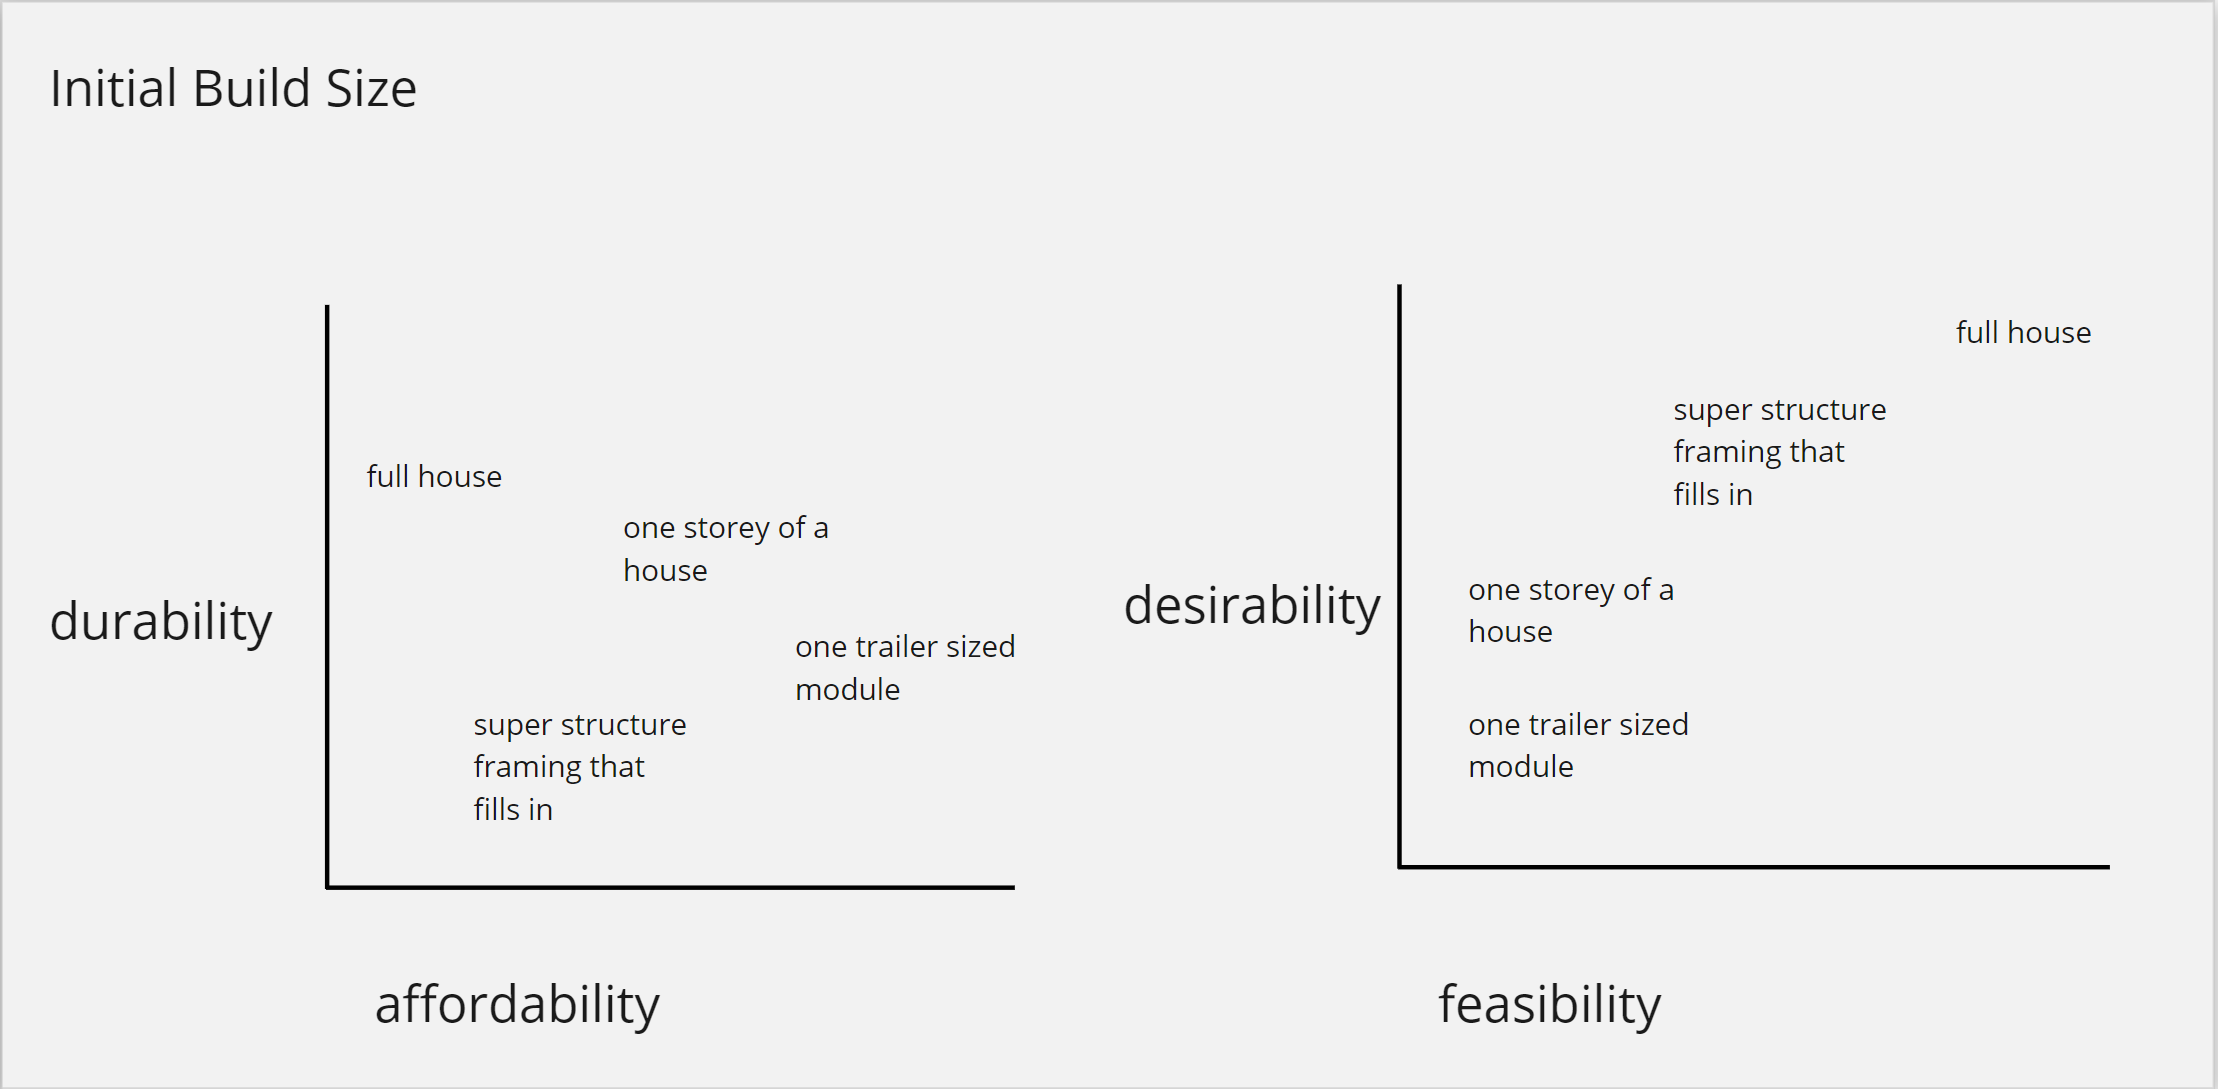 Initial Build Size
durability
full house
one storey of a
house
one trailer sized
module
super structure
framing that
fills in
affordability
desirability
full house
super structure
framing that
fills in
one storey of a
house
one trailer sized
module
feasibility